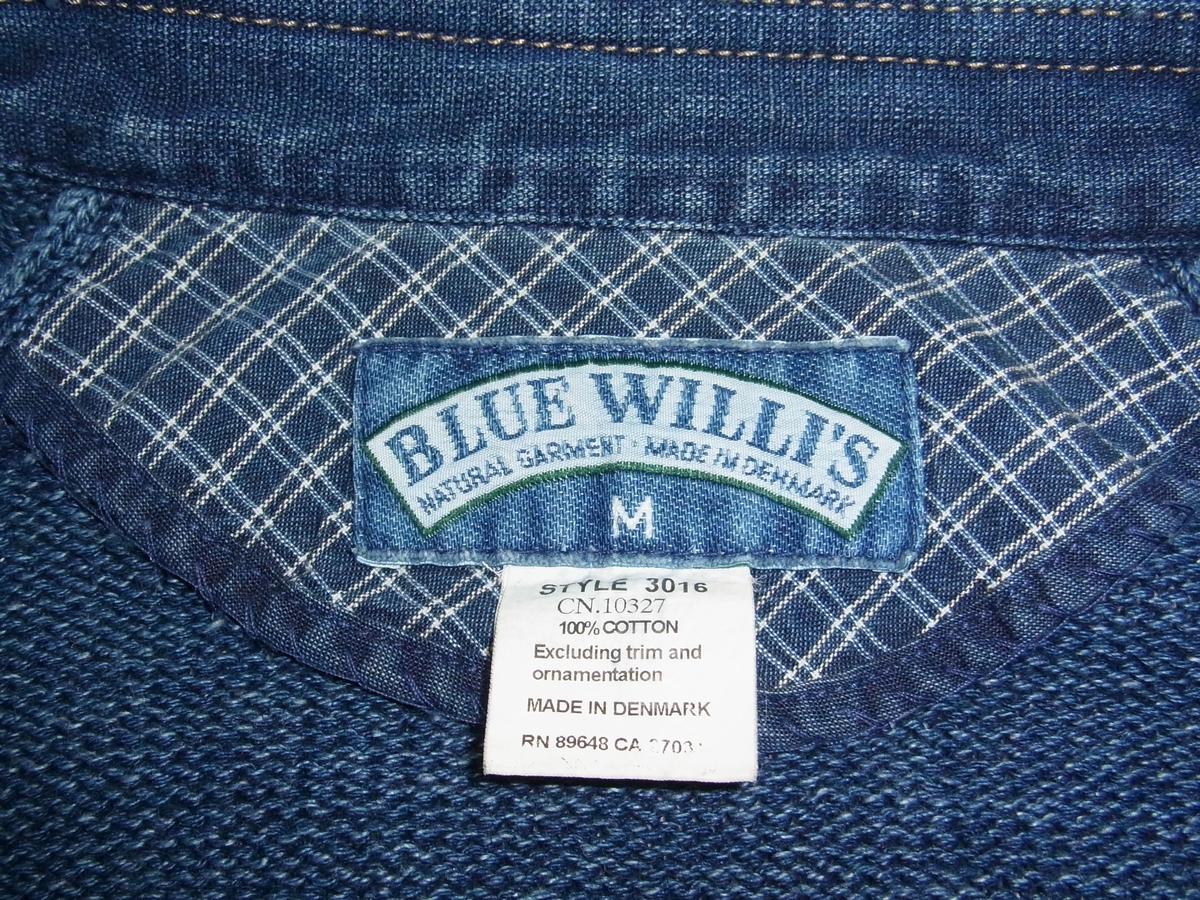 BLUE WILLI'S
NATURAL GARMENT · MADE IN DENMARK
M
STYLE 3016
CN.10327
100% COTTON
Excluding trim and
ornamentation
MADE IN DENMARK
RN 89648 CA